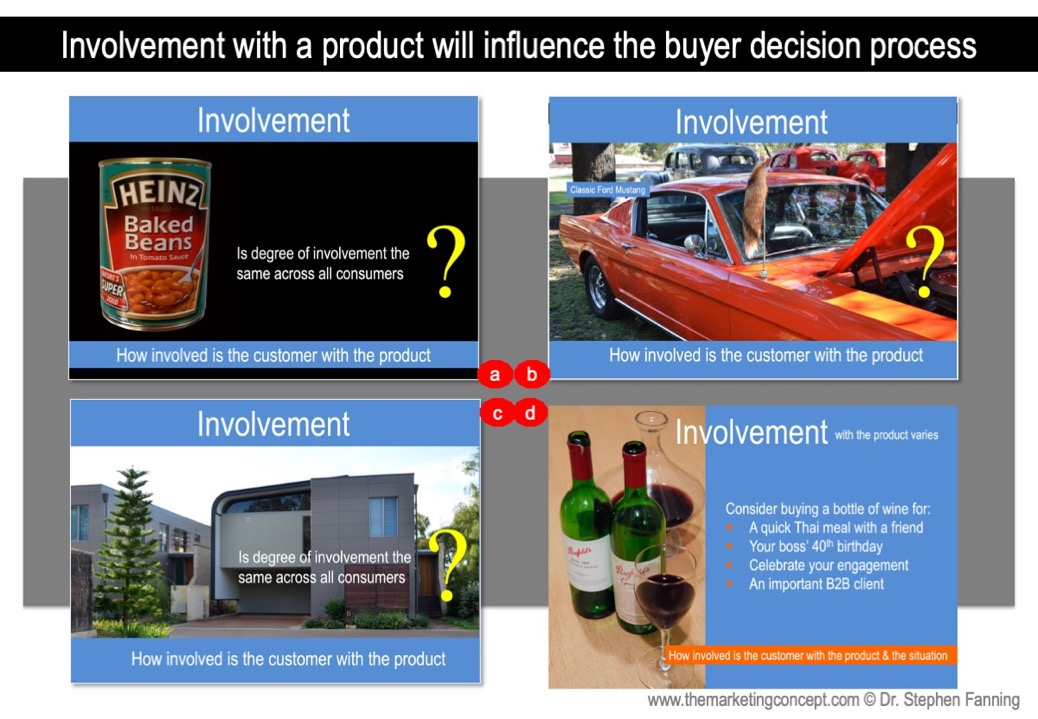 Involvement with a product will influence the buyer decision process
Involvement
HEINZ
Baked
Beans
In Tomato Sauce
NATURE'S
SUPER
FOOD
Is degree of involvement the
same across all consumers
?
How involved is the customer with the product
Involvement
Classic Ford Mustang
?
How involved is the customer with the product
a b
c d
Involvement
Is degree of involvement the
same across all consumers
?
How involved is the customer with the product
Involvement with the product varies
Consider buying a bottle of wine for:
A quick Thai meal with a friend
Your boss' 40th birthday
Celebrate your engagement
An important B2B client
Penfolds
How involved is the customer with the product & the situation
www.themarketingconcept.com © Dr. Stephen Fanning